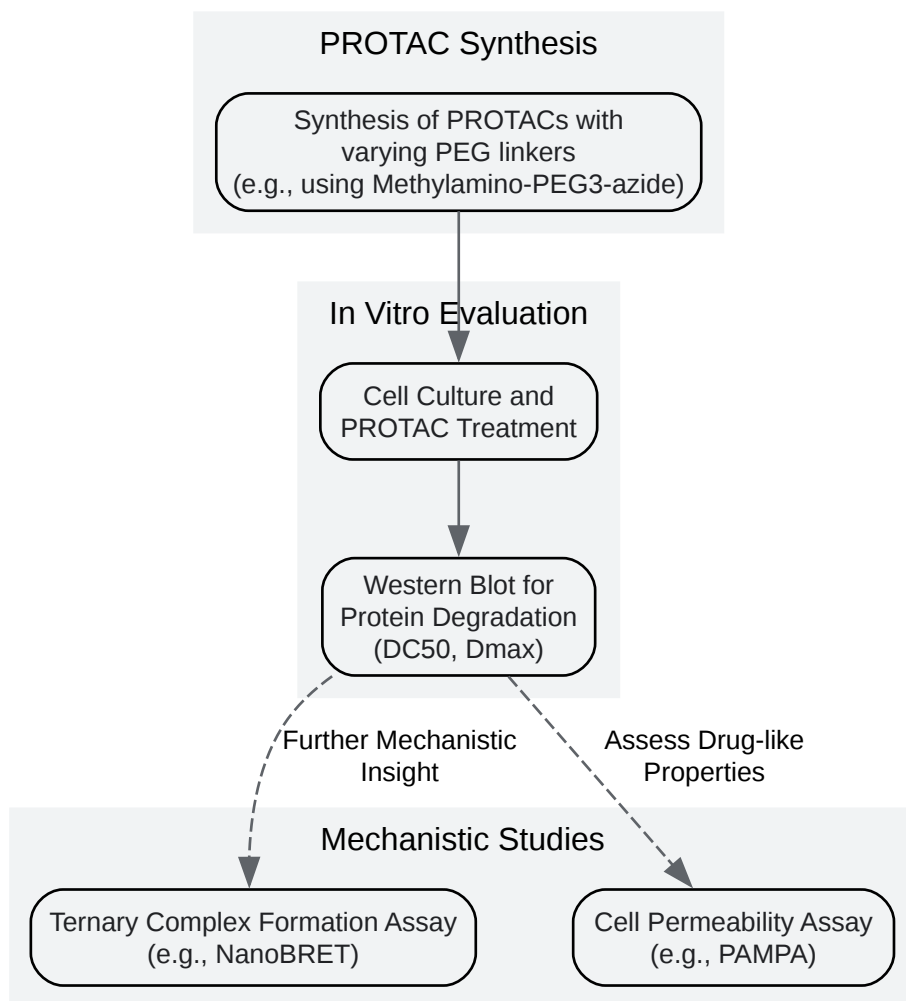 PROTAC Synthesis
Synthesis of PROTACs with
varying PEG linkers
(e.g., using Methylamino-PEG3-azide)
In Vitro Evaluation
Cell Culture and
PROTAC Treatment
Western Blot for
Protein Degradation
(DC50, Dmax)
Further Mechanistic
Insight
Assess Drug-like
Properties
Mechanistic Studies
Ternary Complex Formation Assay
(e.g., NanoBRET)
Cell Permeability Assay
(e.g., PAMPA)